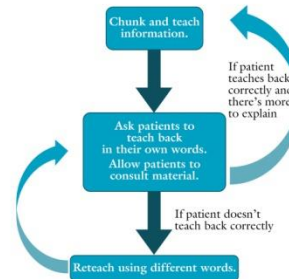 Chunk and teach
information.
If patient
teaches back
correctly and
there's more
to explain
Ask patients to
teach back
in their own words.
Allow patients to
consult material.
If patient doesn't
teach back correctly
Reteach using different words.